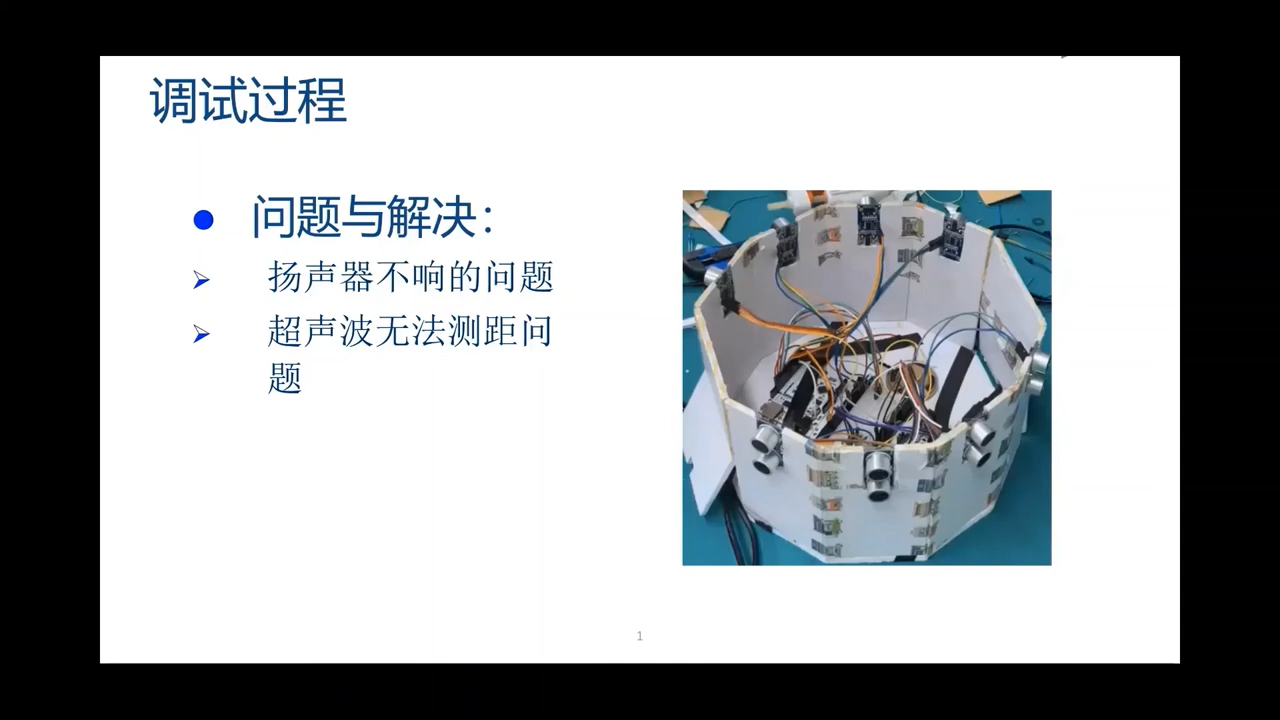 调试过程
问题与解决：
扬声器不响的问题
超声波无法测距问
题
1